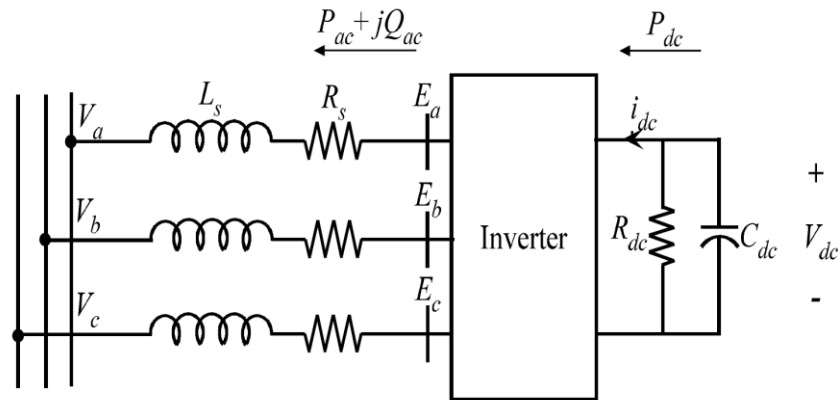 P_ac + jQ_ac
P_dc
L_s
R_s
E_a
V_a
i_dc
+
V_b
E_b
Inverter
R_dc
C_dc
V_dc
V_c
E_c
-